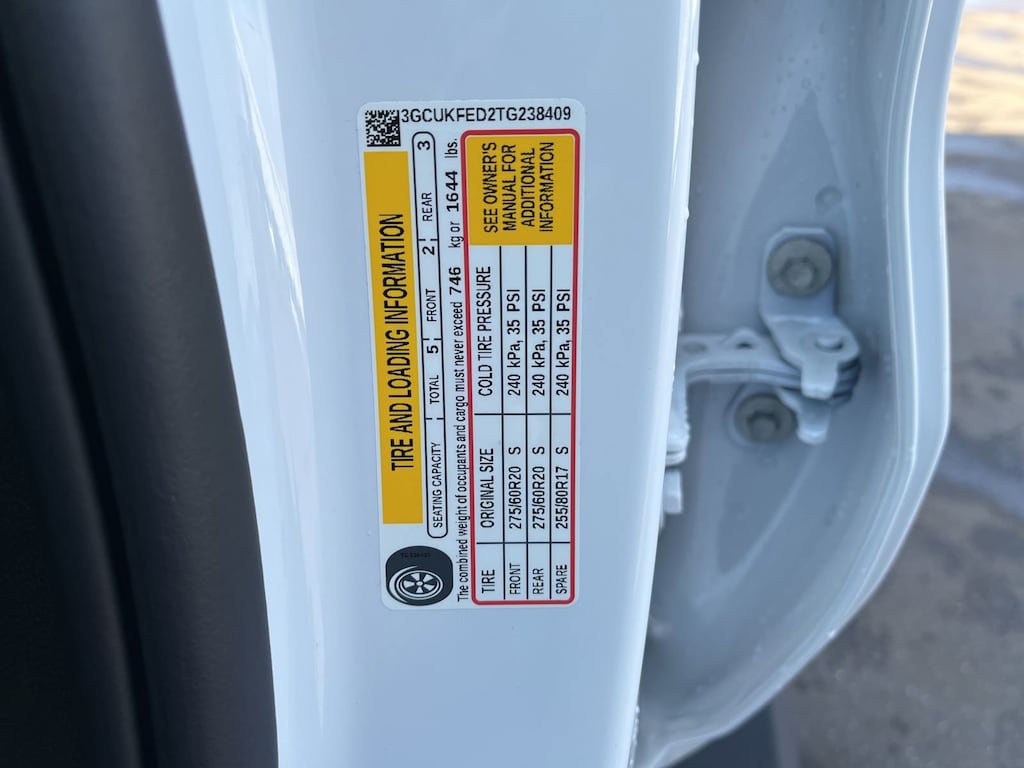 3GCUKFED2TG238409
TIRE AND LOADING INFORMATION
SEATING CAPACITY TOTAL 5 FRONT 2 REAR 3
The combined weight of occupants and cargo must never exceed 746 kg or 1644 lbs.
TIRE ORIGINAL SIZE COLD TIRE PRESSURE
FRONT 275/60R20 S 240 kPa, 35 PSI
REAR 275/60R20 S 240 kPa, 35 PSI
SPARE 255/80R17 S 240 kPa, 35 PSI
SEE OWNER'S
MANUAL FOR
ADDITIONAL
INFORMATION